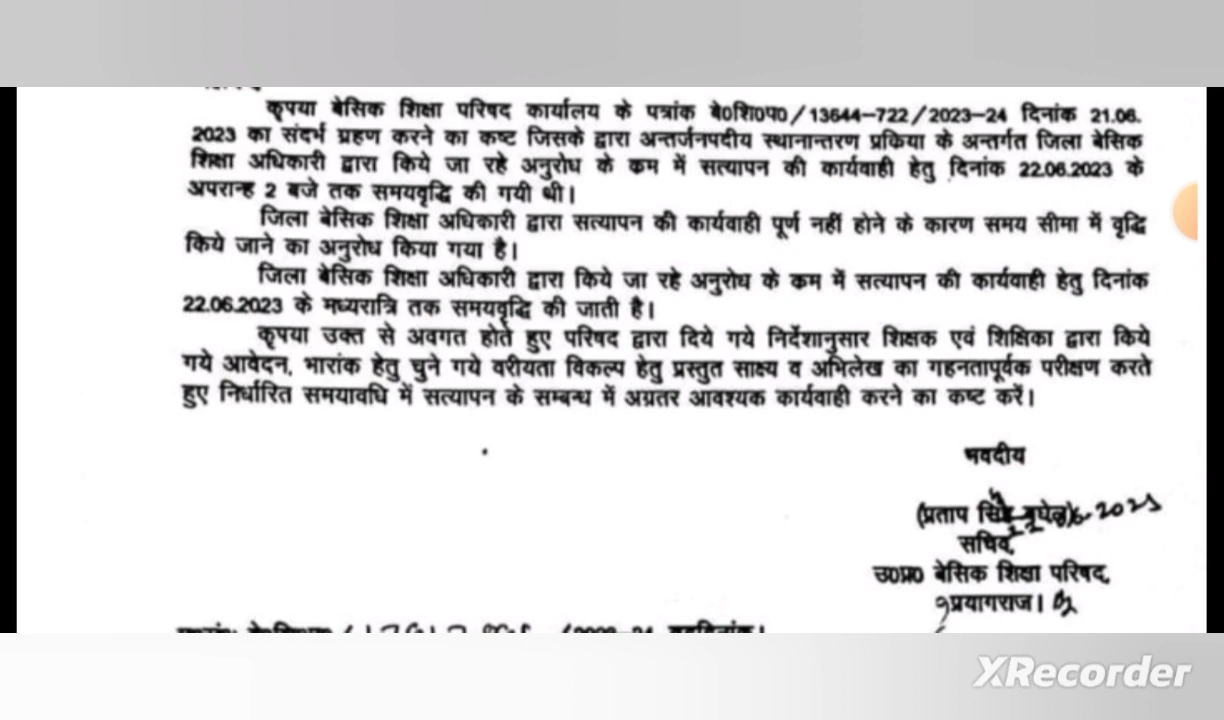 कृपया बेसिक शिक्षा परिषद कार्यालय के पत्रांक बे0शि0प0/13644-722/2023-24 दिनांक 21.06.
2023 का संदर्भ ग्रहण करने का कष्ट जिसके द्वारा अन्तर्जनपदीय स्थानान्तरण प्रकिया के अन्तर्गत जिला बेसिक
शिक्षा अधिकारी द्वारा किये जा रहे अनुरोध के कम में सत्यापन की कार्यवाही हेतु दिनांक 22.06.2023 के
अपरान्ह 2 बजे तक समयवृद्धि की गयी थी।
जिला बेसिक शिक्षा अधिकारी द्वारा सत्यापन की कार्यवाही पूर्ण नहीं होने के कारण समय सीमा में वृद्धि
किये जाने का अनुरोध किया गया है।
जिला बेसिक शिक्षा अधिकारी द्वारा किये जा रहे अनुरोध के कम में सत्यापन की कार्यवाही हेतु दिनांक
22.06.2023 के मध्यरात्रि तक समयवृद्धि की जाती है।
कृपया उक्त से अवगत होते हुए परिषद द्वारा दिये गये निर्देशानुसार शिक्षक एवं शिक्षिका द्वारा किये
गये आवेदन, भारांक हेतु चुने गये वरीयता विकल्प हेतु प्रस्तुत साक्ष्य व अभिलेख का गहनतापूर्वक परीक्षण करते
हुए निर्धारित समयावधि में सत्यापन के सम्बन्ध में अग्रतर आवश्यक कार्यवाही करने का कष्ट करें।
भवदीय
(प्रताप सिंह बघेल)
सचिव,
उ0प्र0 बेसिक शिक्षा परिषद,
प्रयागराज।
/2023-24 तद्दिनांक।
XRecorder